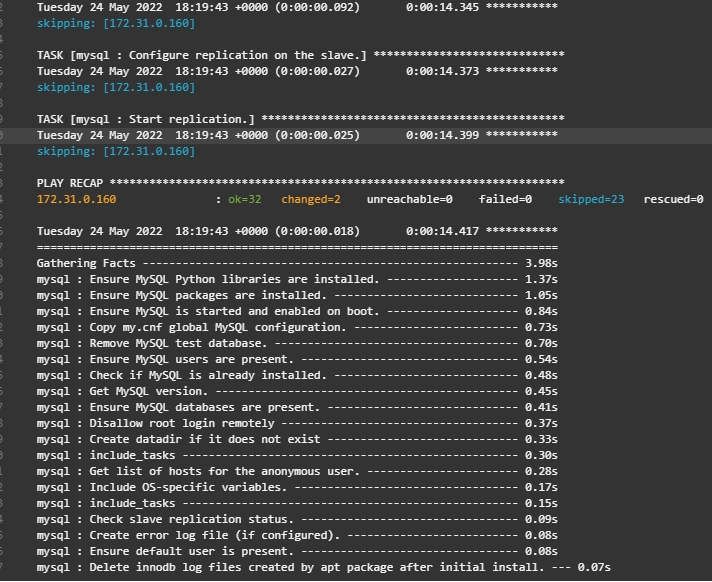 Tuesday 24 May 2022  18:19:43 +0000 (0:00:00.092)       0:00:14.345 ***********
skipping: [172.31.0.160]
TASK [mysql : Configure replication on the slave.] *****************************
Tuesday 24 May 2022  18:19:43 +0000 (0:00:00.027)       0:00:14.373 ***********
skipping: [172.31.0.160]
TASK [mysql : Start replication.] **********************************************
Tuesday 24 May 2022  18:19:43 +0000 (0:00:00.025)       0:00:14.399 ***********
skipping: [172.31.0.160]
PLAY RECAP *********************************************************************
172.31.0.160               : ok=32   changed=2    unreachable=0    failed=0    skipped=23   rescued=0
Tuesday 24 May 2022  18:19:43 +0000 (0:00:00.018)       0:00:14.417 ***********
===============================================================================
Gathering Facts --------------------------------------------------------- 3.98s
mysql : Ensure MySQL Python libraries are installed. -------------------- 1.37s
mysql : Ensure MySQL packages are installed. ---------------------------- 1.05s
mysql : Ensure MySQL is started and enabled on boot. -------------------- 0.84s
mysql : Copy my.cnf global MySQL configuration. ------------------------- 0.73s
mysql : Remove MySQL test database. ------------------------------------- 0.70s
mysql : Ensure MySQL users are present. --------------------------------- 0.54s
mysql : Check if MySQL is already installed. ---------------------------- 0.48s
mysql : Get MySQL version. ---------------------------------------------- 0.45s
mysql : Ensure MySQL databases are present. ----------------------------- 0.41s
mysql : Disallow root login remotely ------------------------------------ 0.37s
mysql : Create datadir if it does not exist ----------------------------- 0.33s
mysql : include_tasks --------------------------------------------------- 0.30s
mysql : Get list of hosts for the anonymous user. ----------------------- 0.28s
mysql : Include OS-specific variables. ---------------------------------- 0.17s
mysql : include_tasks --------------------------------------------------- 0.15s
mysql : Check slave replication status. --------------------------------- 0.09s
mysql : Create error log file (if configured). -------------------------- 0.08s
mysql : Ensure default user is present. --------------------------------- 0.08s
mysql : Delete innodb log files created by apt package after initial install. --- 0.07s